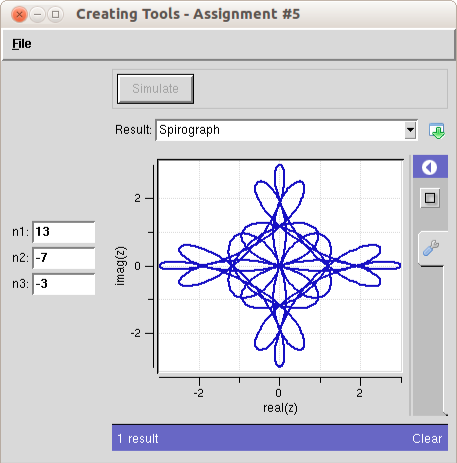 Creating Tools - Assignment #5
File
Simulate
Result: Spirograph
n1: 13
n2: -7
n3: -3
imag(z)
2
0
-2
-2 0 2
real(z)
1 result Clear